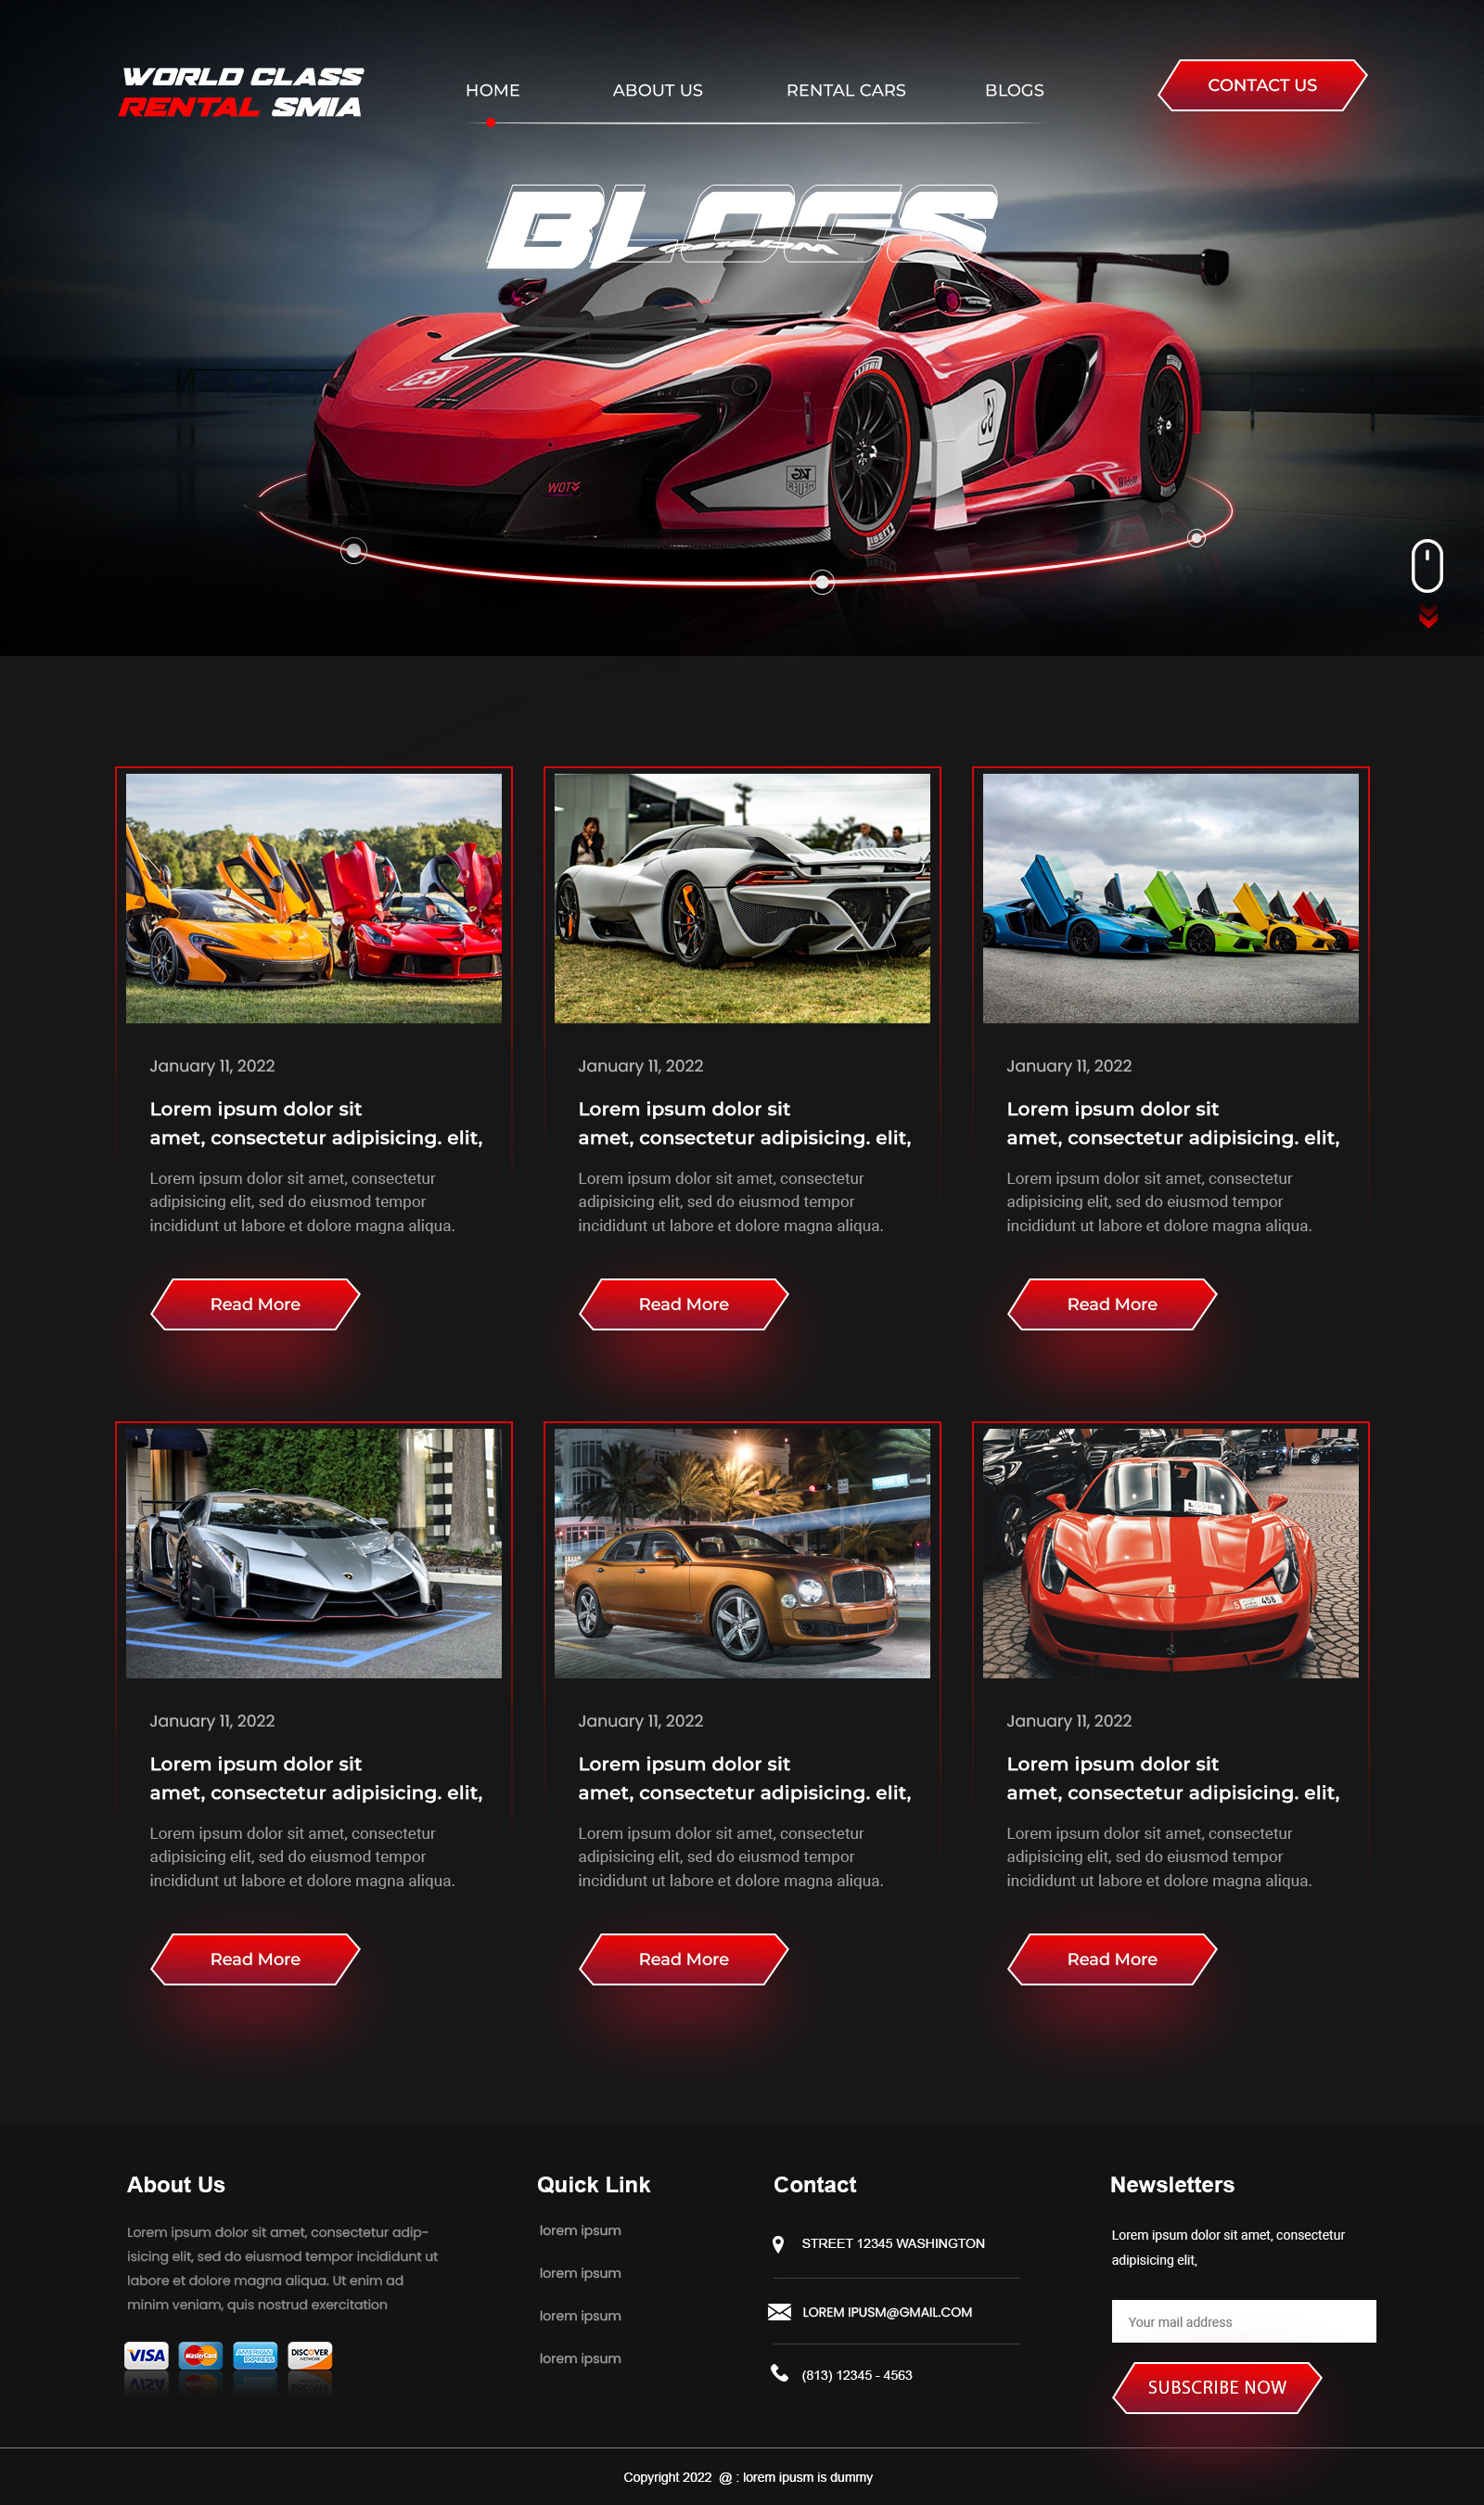 WORLD CLASS
RENTAL SMIA
HOME
ABOUT US
RENTAL CARS
BLOGS
CONTACT US
BLOGS
P3
WOT
TAG
HEUER
P3
January 11, 2022
Lorem ipsum dolor sit
amet, consectetur adipisicing. elit,
Lorem ipsum dolor sit amet, consectetur
adipisicing elit, sed do eiusmod tempor
incididunt ut labore et dolore magna aliqua.
Read More
January 11, 2022
Lorem ipsum dolor sit
amet, consectetur adipisicing. elit,
Lorem ipsum dolor sit amet, consectetur
adipisicing elit, sed do eiusmod tempor
incididunt ut labore et dolore magna aliqua.
Read More
January 11, 2022
Lorem ipsum dolor sit
amet, consectetur adipisicing. elit,
Lorem ipsum dolor sit amet, consectetur
adipisicing elit, sed do eiusmod tempor
incididunt ut labore et dolore magna aliqua.
Read More
January 11, 2022
Lorem ipsum dolor sit
amet, consectetur adipisicing. elit,
Lorem ipsum dolor sit amet, consectetur
adipisicing elit, sed do eiusmod tempor
incididunt ut labore et dolore magna aliqua.
Read More
January 11, 2022
Lorem ipsum dolor sit
amet, consectetur adipisicing. elit,
Lorem ipsum dolor sit amet, consectetur
adipisicing elit, sed do eiusmod tempor
incididunt ut labore et dolore magna aliqua.
Read More
5 458
January 11, 2022
Lorem ipsum dolor sit
amet, consectetur adipisicing. elit,
Lorem ipsum dolor sit amet, consectetur
adipisicing elit, sed do eiusmod tempor
incididunt ut labore et dolore magna aliqua.
Read More
About Us
Lorem ipsum dolor sit amet, consectetur adip-
isicing elit, sed do eiusmod tempor incididunt ut
labore et dolore magna aliqua. Ut enim ad
minim veniam, quis nostrud exercitation
VISA
MasterCard
AMERICAN
EXPRESS
DISCOVER
NETWORK
Quick Link
lorem ipsum
lorem ipsum
lorem ipsum
lorem ipsum
Contact
STREET 12345 WASHINGTON
LOREM IPUSM@GMAIL.COM
(813) 12345 - 4563
Newsletters
Lorem ipsum dolor sit amet, consectetur
adipisicing elit,
Your mail address
SUBSCRIBE NOW
Copyright 2022 @ : lorem ipusm is dummy